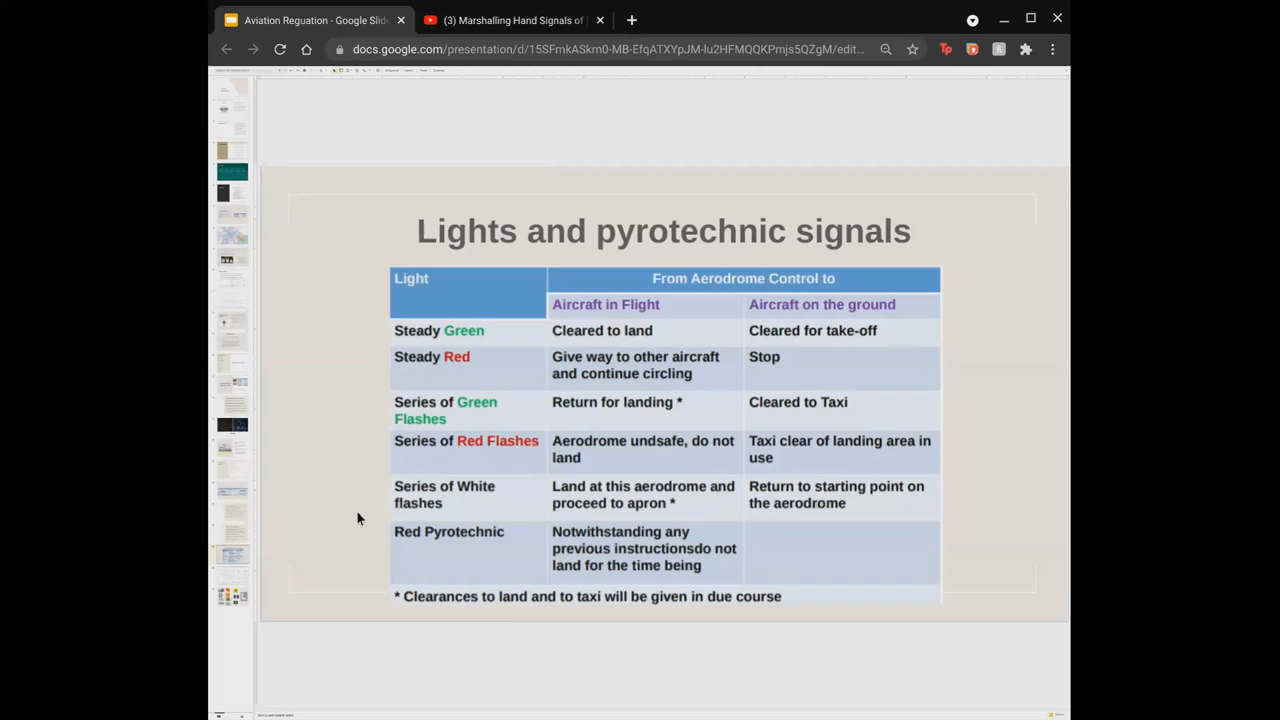 Aviation Reguation - Google Slid
(3) Marshalling Hand Signals of
docs.google.com/presentation/d/15SFmkASkm0-MB-EfqATXYpJM-lu2HFMQQKPmjs5QZgM/edit...
Lights and pyrotechnic signals
Light
From Aerodrome Control to
Aircraft in Flight
Aircraft on the ground
Steady Green
Cleared to land
Cleared for take-off
Steady Red
Give way to other aircraft
and continue circling
Stop
Series of Green
Flashes
Return for landing *
Cleared to Taxi
Series of Red Flashes
Aerodrome undsafe, do not
land
Taxi clear of landing area in
use
Series of White
flashes
Land at this aerodrome and
proceed to apron *
Return to starting point on
the aerodrome
Red Pyrotechnic
Notwithstanding any
previous instructionsdo not
land for the time being
* Clearances to land and to taxi will be given in due course